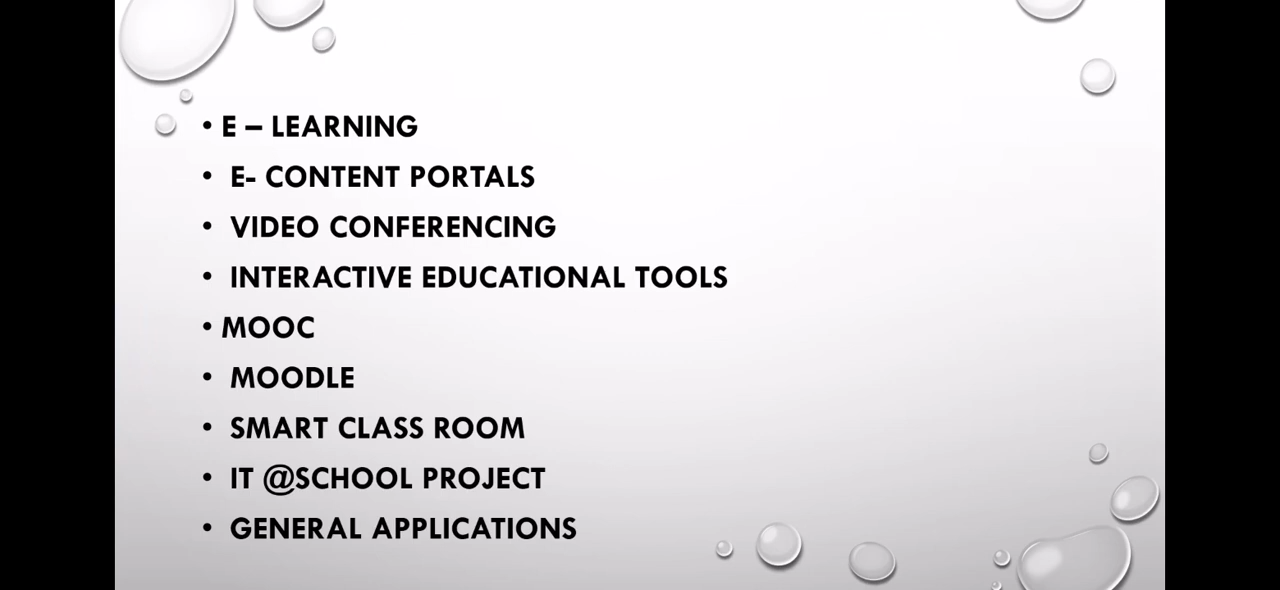 • E – LEARNING
• E- CONTENT PORTALS
• VIDEO CONFERENCING
• INTERACTIVE EDUCATIONAL TOOLS
• MOOC
• MOODLE
• SMART CLASS ROOM
• IT @SCHOOL PROJECT
• GENERAL APPLICATIONS